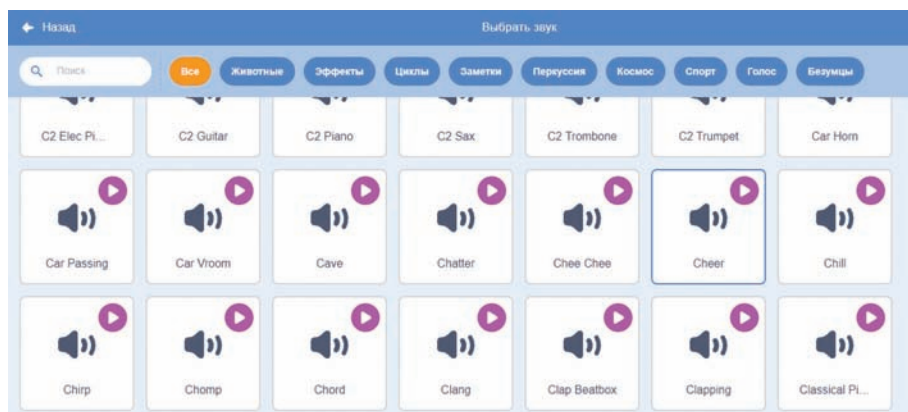 Назад Выбрать звук
Поиск Все Животные Эффекты Циклы Заметки Перкуссия Космос Спорт Голос Безумцы
C2 Elec Pi... C2 Guitar C2 Piano C2 Sax C2 Trombone C2 Trumpet Car Horn
Car Passing Car Vroom Cave Chatter Chee Chee Cheer Chill
Chirp Chomp Chord Clang Clap Beatbox Clapping Classical Pi...